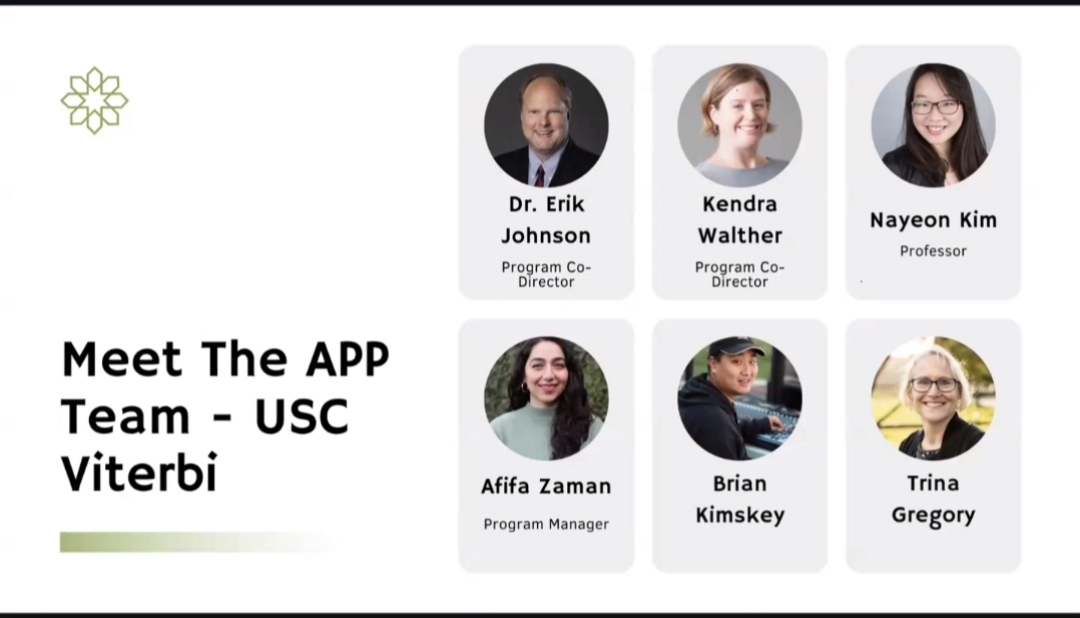 Meet The APP
Team - USC
Viterbi
Dr. Erik
Johnson
Program Co-
Director
Kendra
Walther
Program Co-
Director
Nayeon Kim
Professor
Afifa Zaman
Program Manager
Brian
Kimskey
Trina
Gregory